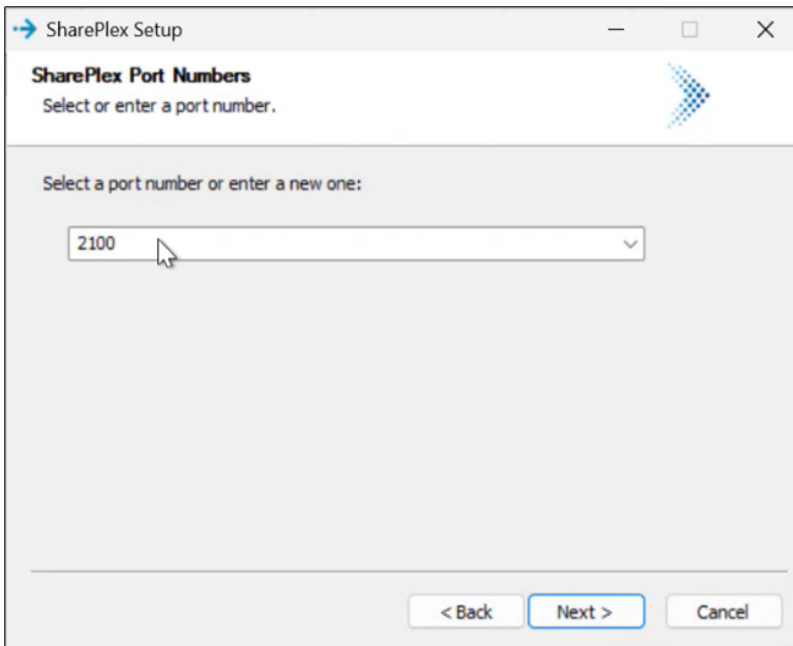 SharePlex Setup
SharePlex Port Numbers
Select or enter a port number.
Select a port number or enter a new one:
2100
< Back Next > Cancel